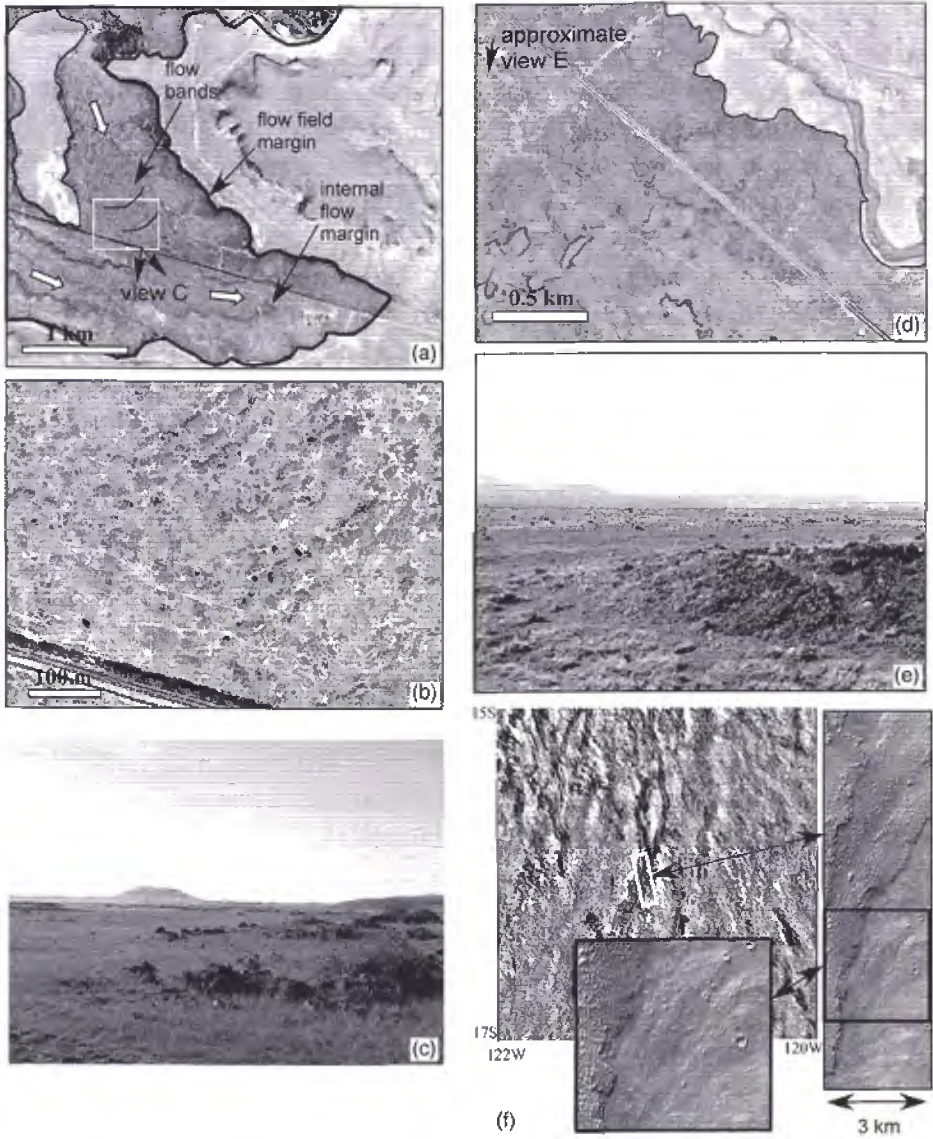 flow
bands
flow field
margin
internal
flow
margin
view C
1 km
(a)
100 m
(b)
(c)
approximate
view E
0.5 km
(d)
(e)
15S
17S
122W
120W
(f)
3 km